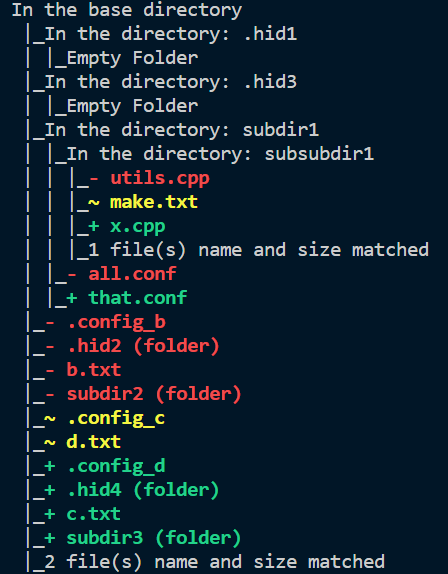 In the base directory
|_In the directory: .hid1
| |_Empty Folder
|_In the directory: .hid3
| |_Empty Folder
|_In the directory: subdir1
| |_In the directory: subsubdir1
| | |_- utils.cpp
| | |_~ make.txt
| | |_+ x.cpp
| | |_1 file(s) name and size matched
| |_- all.conf
| |_+ that.conf
|_- .config_b
|_- .hid2 (folder)
|_- b.txt
|_- subdir2 (folder)
|_~ .config_c
|_~ d.txt
|_+ .config_d
|_+ .hid4 (folder)
|_+ c.txt
|_+ subdir3 (folder)
|_2 file(s) name and size matched